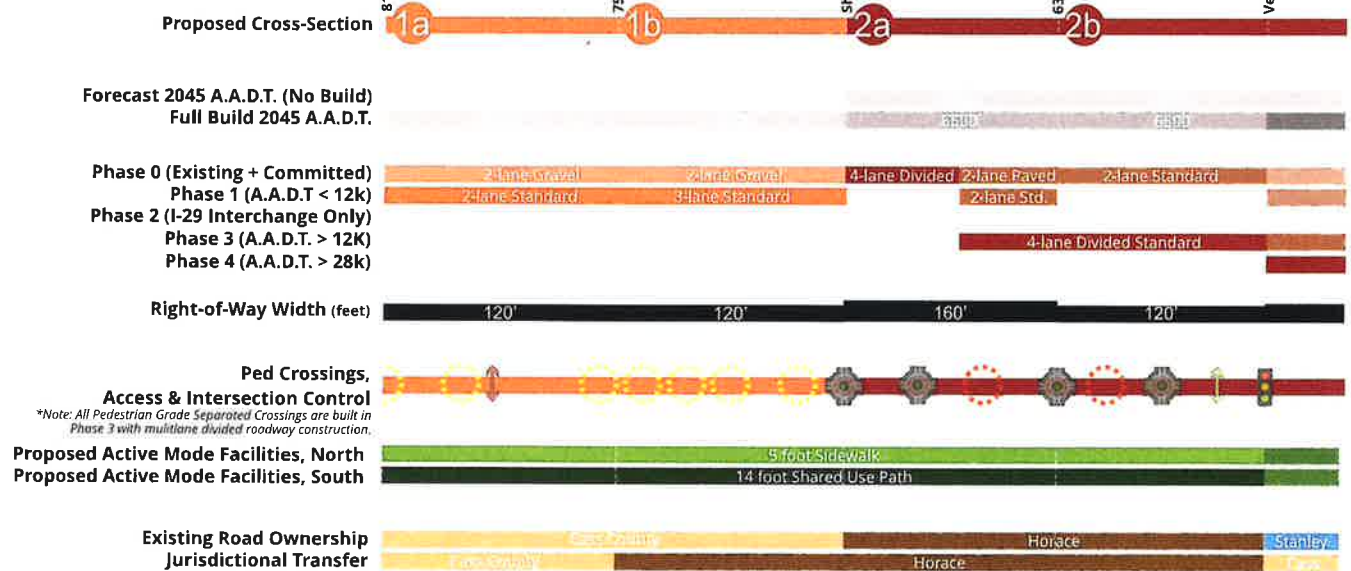 Proposed Cross-Section 1a 1b 2a 2b
Forecast 2045 A.A.D.T. (No Build)
Full Build 2045 A.A.D.T.
Phase 0 (Existing + Committed) 2-lane Gravel 2-lane Gravel 4-lane Divided 2-lane Paved 2-lane Standard
Phase 1 (A.A.D.T < 12k) 2-lane Standard 3-lane Standard 2-lane Std.
Phase 2 (I-29 Interchange Only)
Phase 3 (A.A.D.T. > 12K) 4-lane Divided Standard
Phase 4 (A.A.D.T. > 28k)
Right-of-Way Width (feet) 120' 120' 160' 120'
Ped Crossings,
Access & Intersection Control
*Note: All Pedestrian Grade Separated Crossings are built in
Phase 3 with mulitlane divided roadway construction.
Proposed Active Mode Facilities, North 5 foot Sidewalk
Proposed Active Mode Facilities, South 14 foot Shared Use Path
Existing Road Ownership Cass County Horace Stanley
Jurisdictional Transfer Cass County Horace Cass